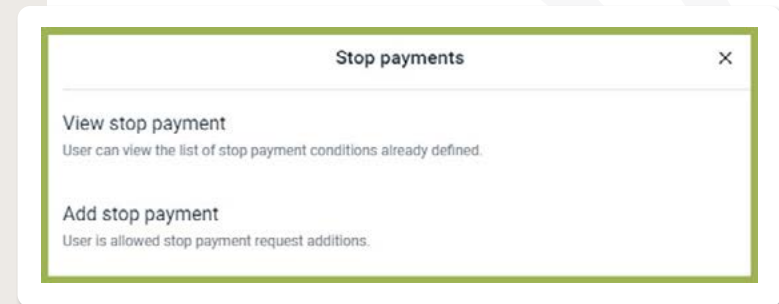 Stop payments
View stop payment
User can view the list of stop payment conditions already defined.
Add stop payment
User is allowed stop payment request additions.